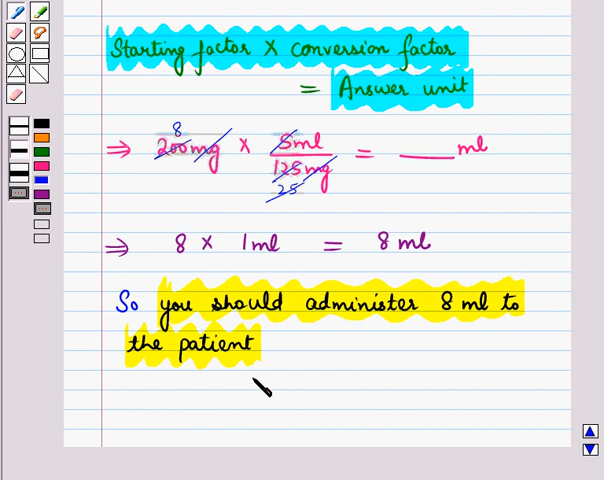 Starting factor X conversion factor
= Answer unit
8
⇒ 200mg × 5ml = ___ ml
125mg
25
⇒ 8 × 1ml = 8 ml
So you should administer 8 ml to
the patient